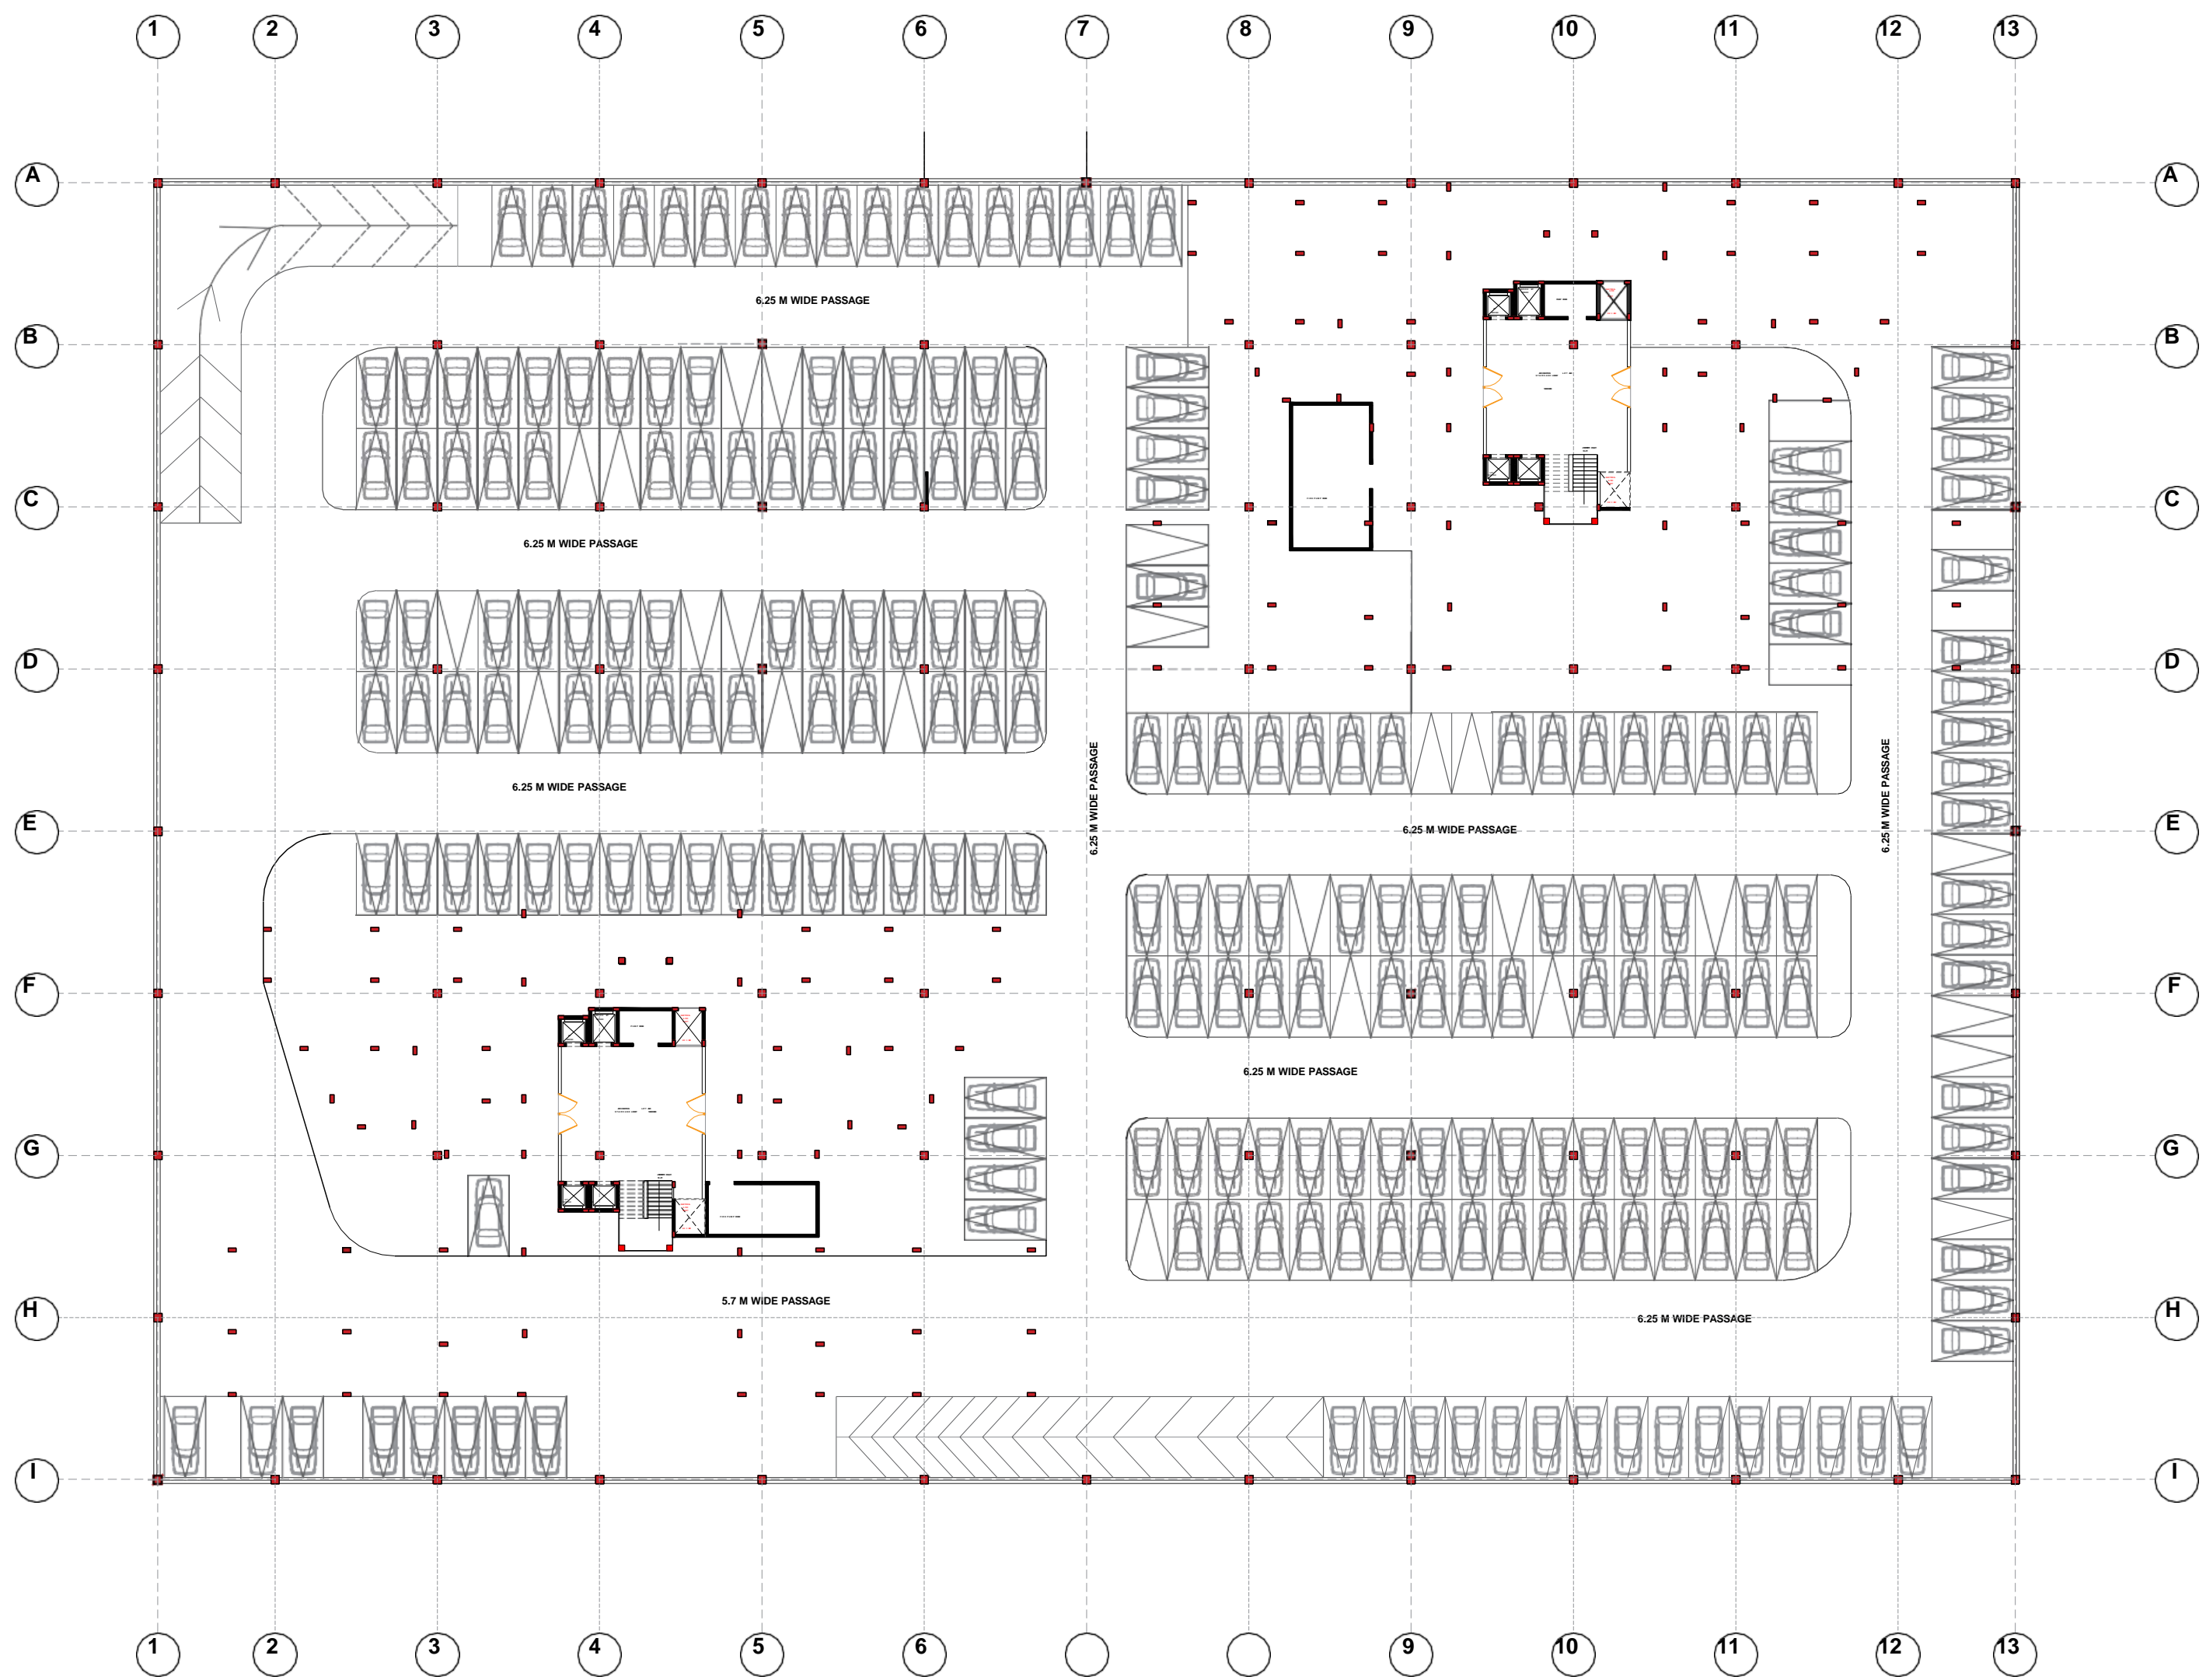 1 2 3 4 5 6 7 8 9 10 11 12 13
A A
6.25 M WIDE PASSAGE
B B
C C
6.25 M WIDE PASSAGE
D D
6.25 M WIDE PASSAGE
6.25 M WIDE PASSAGE
6.25 M WIDE PASSAGE
E E
6.25 M WIDE PASSAGE
F F
6.25 M WIDE PASSAGE
G G
5.7 M WIDE PASSAGE
H H
6.25 M WIDE PASSAGE
I I
1 2 3 4 5 6 9 10 11 12 13